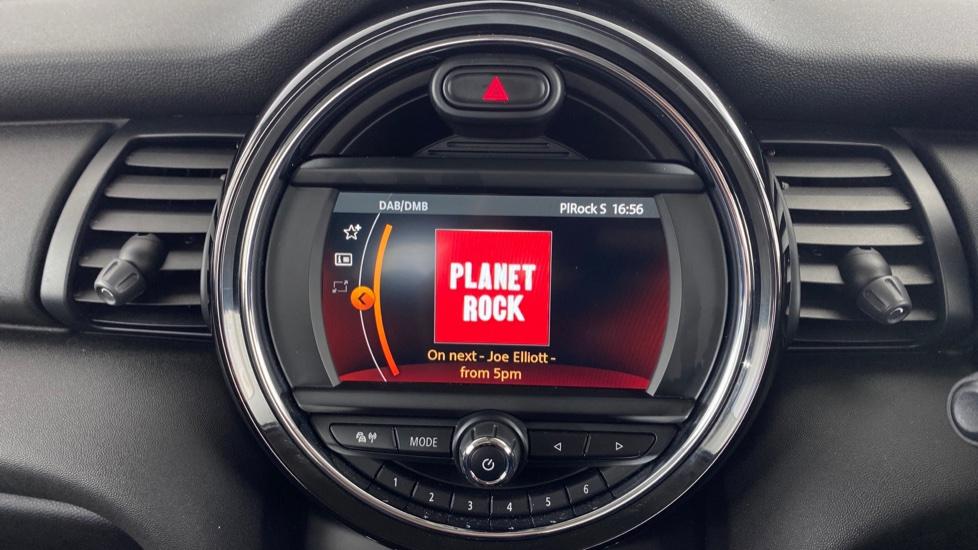 DAB/DMB PlRock S 16:56
PLANET
ROCK
On next - Joe Elliott -
from 5pm
MODE
1 2 3 4 5 6